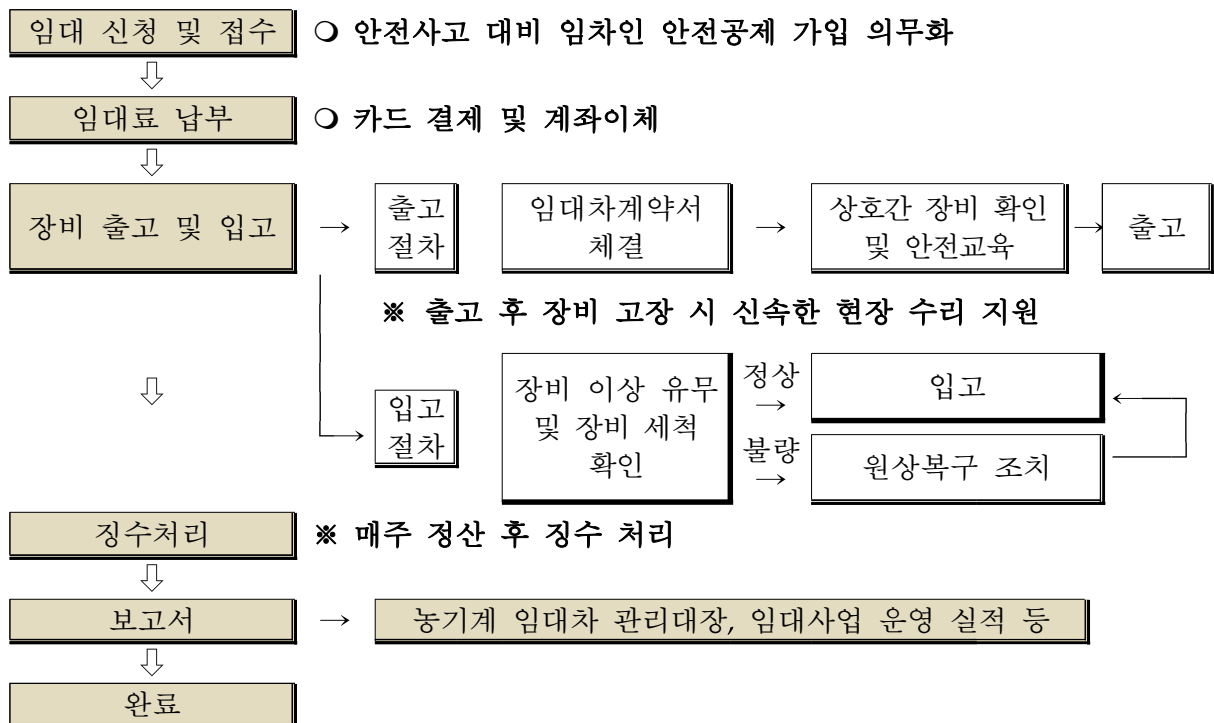 임대 신청 및 접수
❍ 안전사고 대비 임차인 안전공제 가입 의무화
⇩
임대료 납부
❍ 카드 결제 및 계좌이체
⇩
장비 출고 및 입고
→
출고
절차
임대차계약서
체결
→
상호간 장비 확인
및 안전교육
→
출고
※ 출고 후 장비 고장 시 신속한 현장 수리 지원
⇩
입고
절차
장비 이상 유무
및 장비 세척
확인
정상
→
입고
불량
→
원상복구 조치
징수처리
※ 매주 정산 후 징수 처리
⇩
보고서
→
농기계 임대차 관리대장, 임대사업 운영 실적 등
⇩
완료